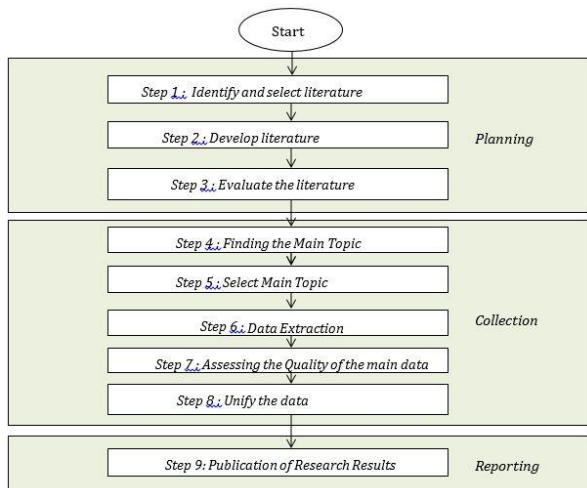 Start
Step 1 : Identify and select literature
Step 2 : Develop literature
Planning
Step 3 : Evaluate the literature
Step 4 : Finding the Main Topic
Step 5 : Select Main Topic
Step 6 : Data Extraction
Collection
Step 7 : Assessing the Quality of the main data
Step 8 : Unify the data
Step 9: Publication of Research Results
Reporting